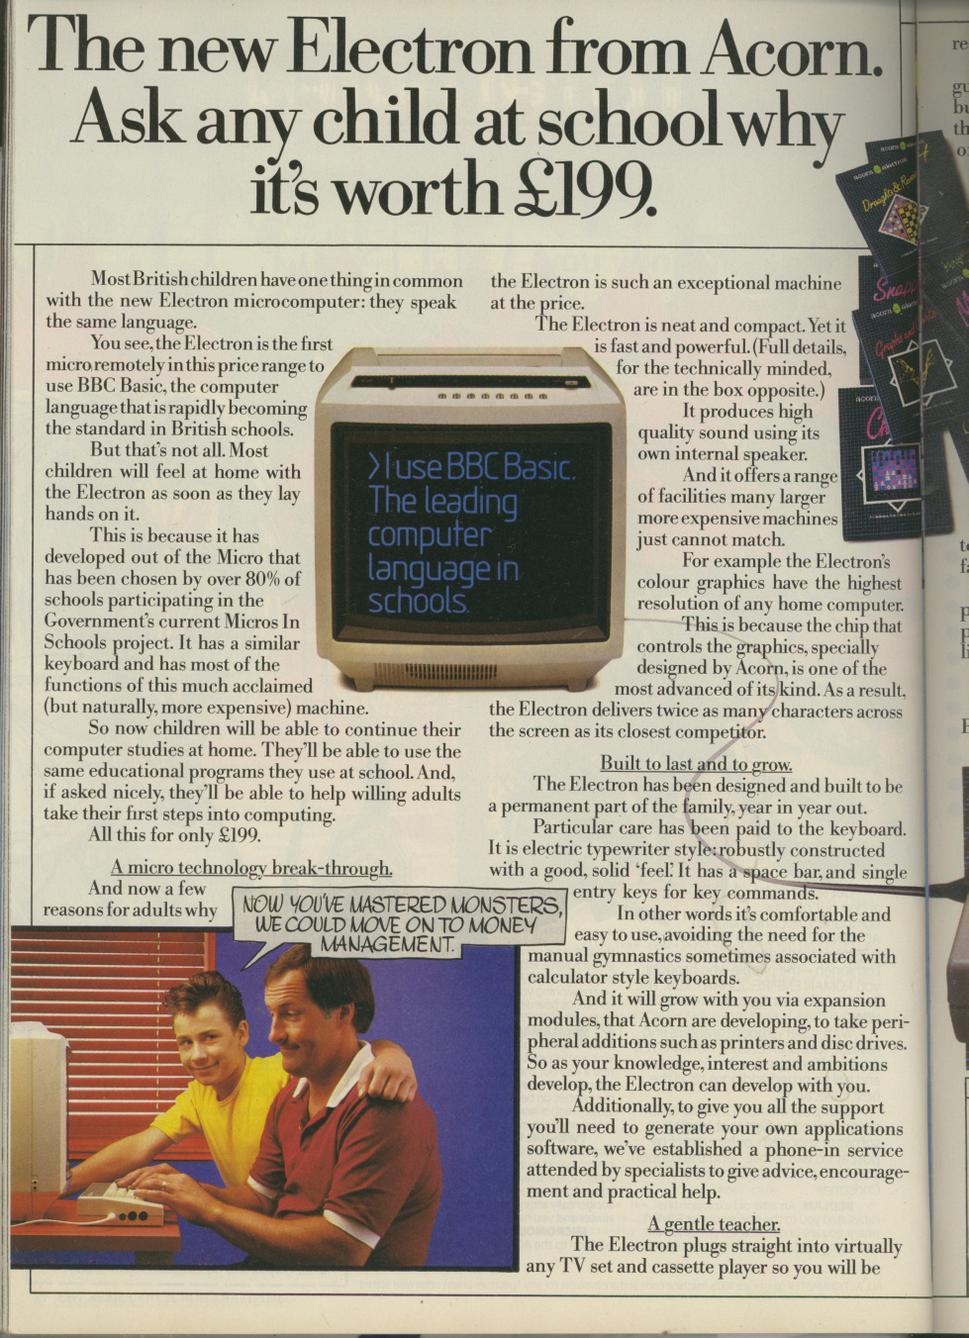 The new Electron from Acorn.
Ask any child at school why
it's worth £199.
Most British children have one thing in common
with the new Electron microcomputer: they speak
the same language.
You see, the Electron is the first
micro remotely in this price range to
use BBC Basic, the computer
language that is rapidly becoming
the standard in British schools.
But that's not all. Most
children will feel at home with
the Electron as soon as they lay
hands on it.
This is because it has
developed out of the Micro that
has been chosen by over 80% of
schools participating in the
Government's current Micros In
Schools project. It has a similar
keyboard and has most of the
functions of this much acclaimed
(but naturally, more expensive) machine.
So now children will be able to continue their
computer studies at home. They'll be able to use the
same educational programs they use at school. And,
if asked nicely, they'll be able to help willing adults
take their first steps into computing.
All this for only £199.
A micro technology break-through.
And now a few
reasons for adults why
the Electron is such an exceptional machine
at the price.
The Electron is neat and compact. Yet it
is fast and powerful. (Full details,
for the technically minded,
are in the box opposite.)
It produces high
quality sound using its
own internal speaker.
And it offers a range
of facilities many larger
more expensive machines
just cannot match.
For example the Electron's
colour graphics have the highest
resolution of any home computer.
This is because the chip that
controls the graphics, specially
designed by Acorn, is one of the
most advanced of its kind. As a result,
the Electron delivers twice as many characters across
the screen as its closest competitor.
Built to last and to grow.
The Electron has been designed and built to be
a permanent part of the family, year in year out.
Particular care has been paid to the keyboard.
It is electric typewriter style: robustly constructed
with a good, solid 'feel'. It has a space bar, and single
entry keys for key commands.
In other words it's comfortable and
easy to use, avoiding the need for the
manual gymnastics sometimes associated with
calculator style keyboards.
And it will grow with you via expansion
modules, that Acorn are developing, to take peri-
pheral additions such as printers and disc drives.
So as your knowledge, interest and ambitions
develop, the Electron can develop with you.
Additionally, to give you all the support
you'll need to generate your own applications
software, we've established a phone-in service
attended by specialists to give advice, encourage-
ment and practical help.
A gentle teacher.
The Electron plugs straight into virtually
any TV set and cassette player so you will be
>I use BBC Basic.
The leading
computer
language in
schools.
NOW YOU'VE MASTERED MONSTERS,
WE COULD MOVE ON TO MONEY
MANAGEMENT.
acorn electron
Draughts &